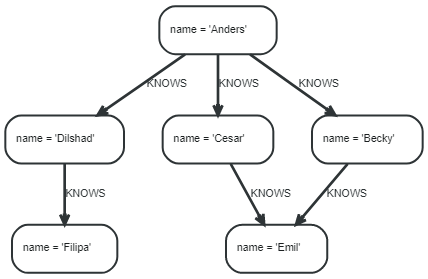 name = 'Anders'
KNOWS
KNOWS
KNOWS
name = 'Dilshad'
name = 'Cesar'
name = 'Becky'
KNOWS
KNOWS
KNOWS
name = 'Filipa'
name = 'Emil'